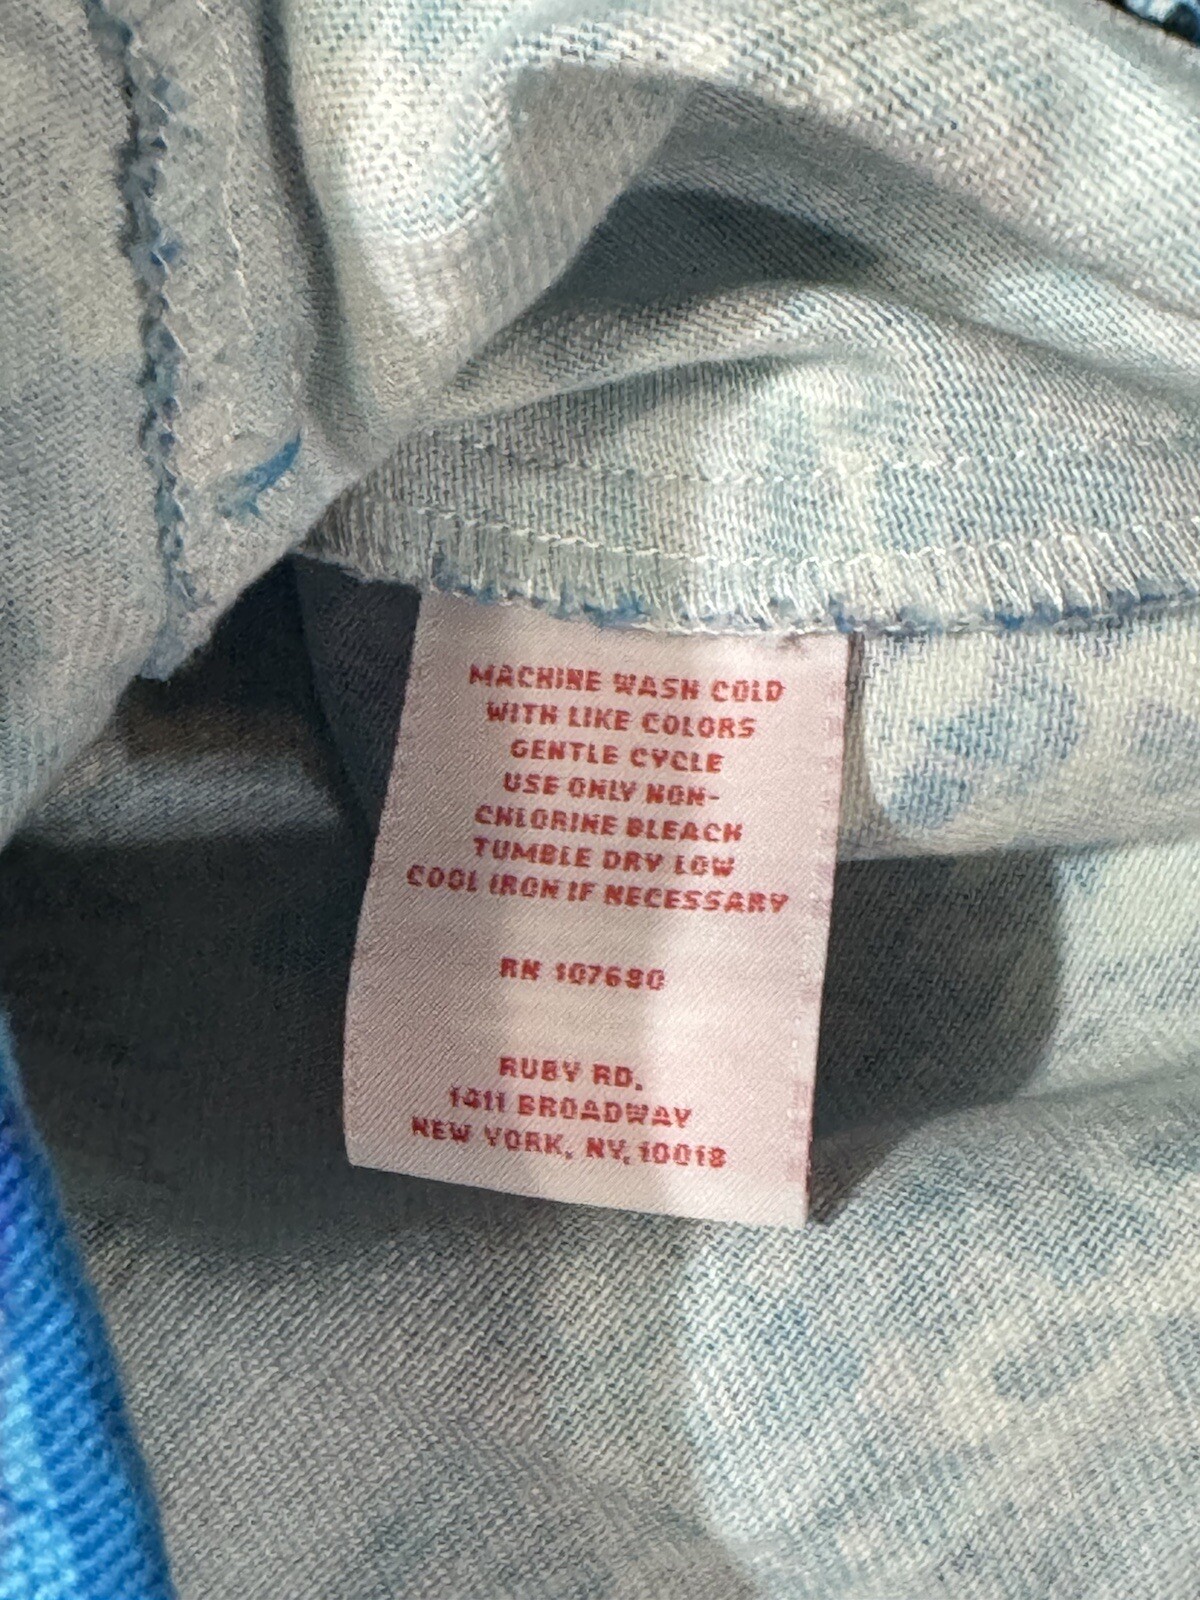 MACHINE WASH COLD
WITH LIKE COLORS
GENTLE CYCLE
USE ONLY NON-
CHLORINE BLEACH
TUMBLE DRY LOW
COOL IRON IF NECESSARY
RN 107690
RUBY RD.
1411 BROADWAY
NEW YORK, NY, 10018